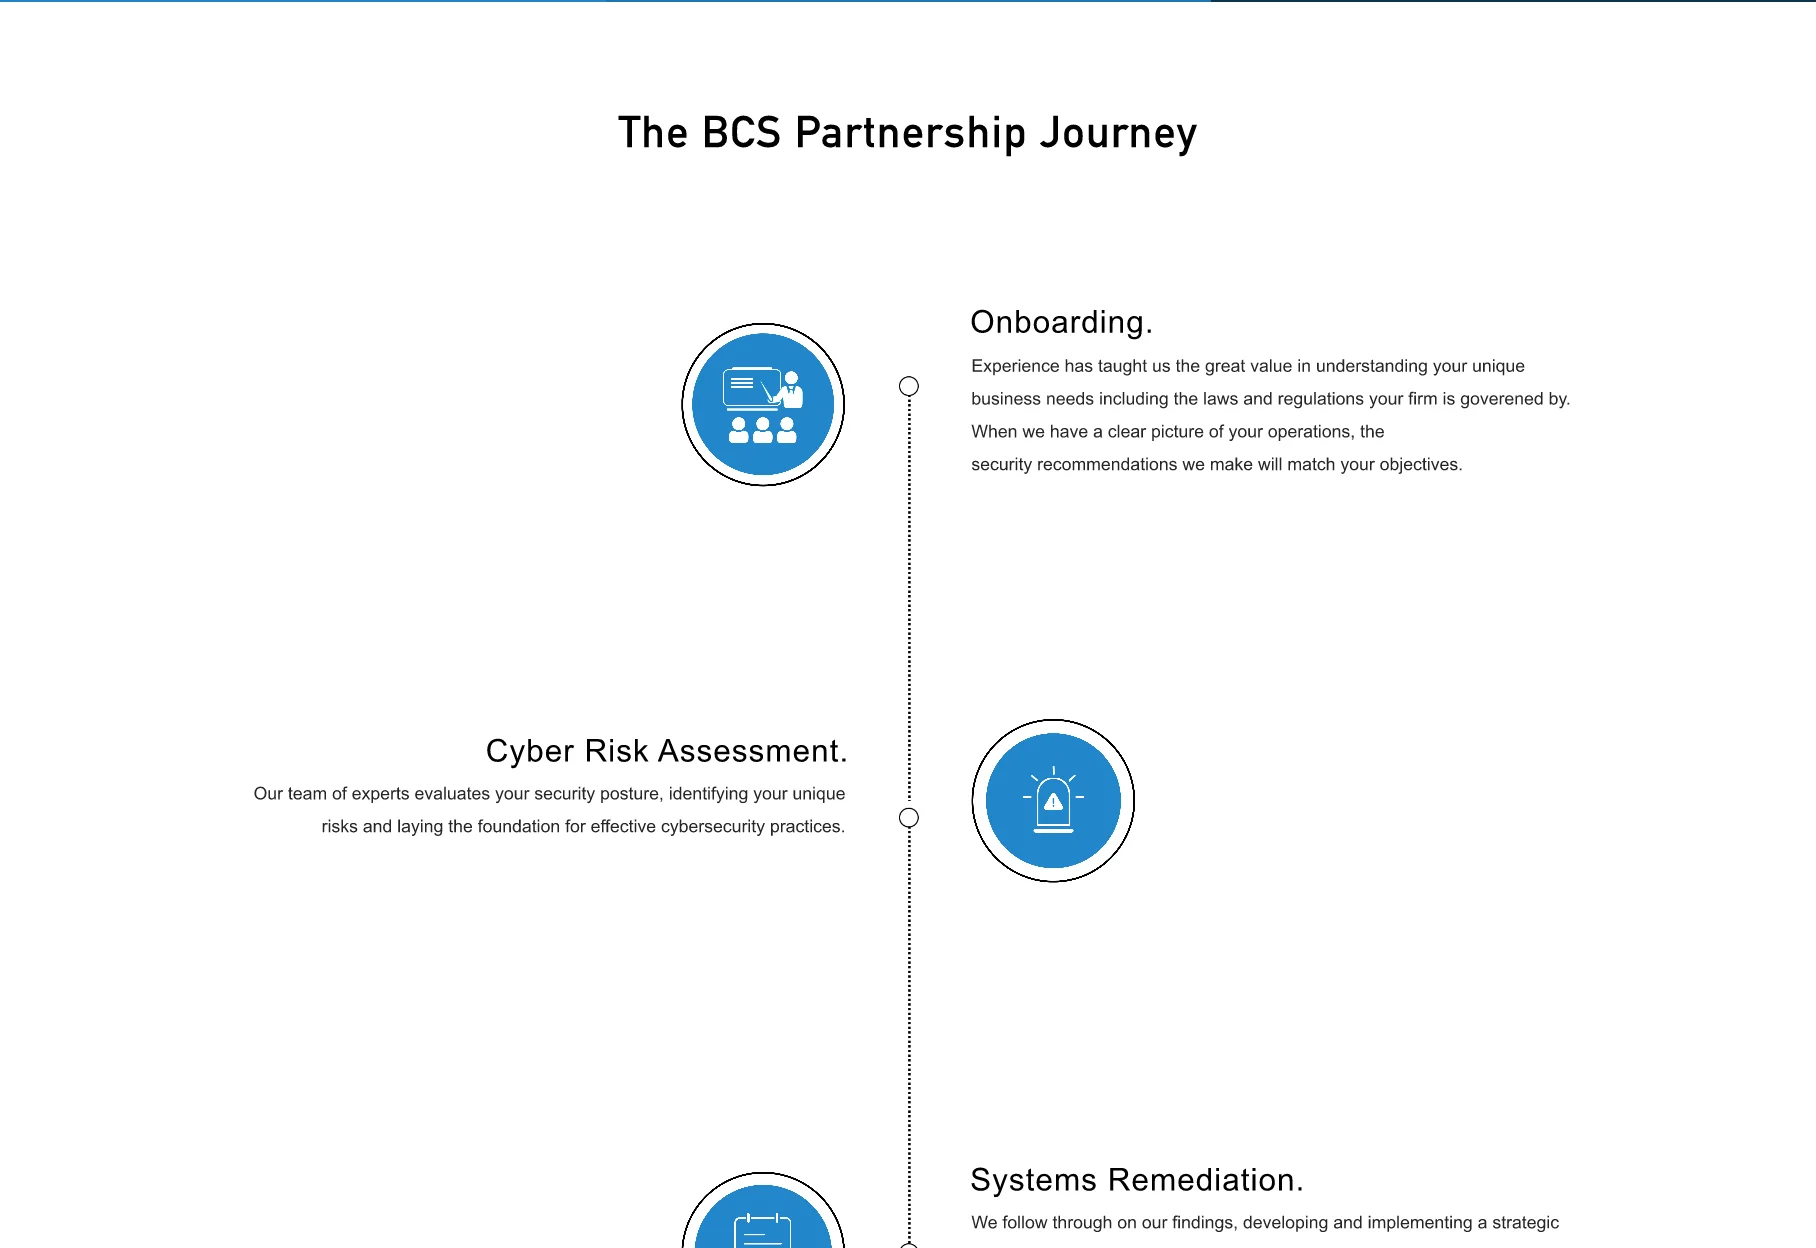 The BCS Partnership Journey
Onboarding.
Experience has taught us the great value in understanding your unique
business needs including the laws and regulations your firm is goverened by.
When we have a clear picture of your operations, the
security recommendations we make will match your objectives.
Cyber Risk Assessment.
Our team of experts evaluates your security posture, identifying your unique
risks and laying the foundation for effective cybersecurity practices.
Systems Remediation.
We follow through on our findings, developing and implementing a strategic